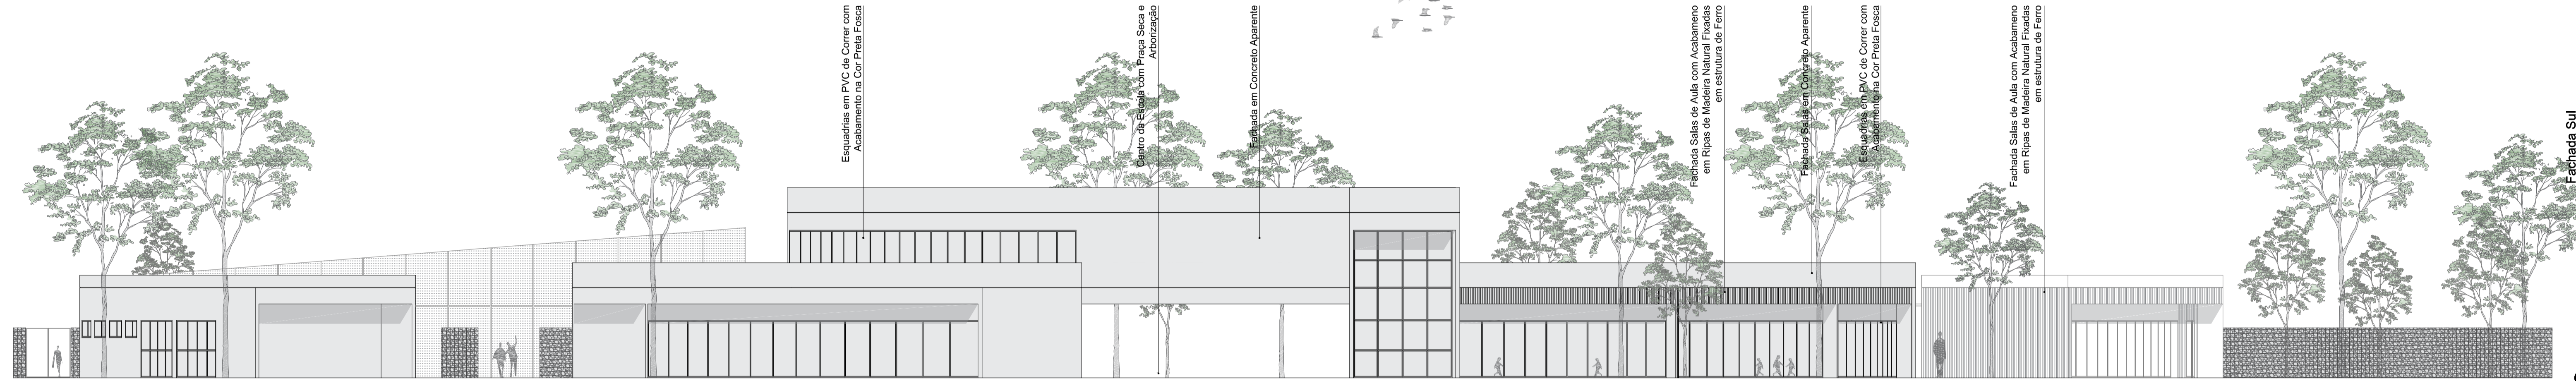 Esquadrias em PVC de Correr com
Acabamento na Cor Preta Fosca
Centro da Escola com Praça Seca e
Arborização
Fachada em Concreto Aparente
Fachada Salas de Aula com Acabameno
em Ripas de Madeira Natural Fixadas
em estrutura de Ferro
Fachada Salas em Concreto Aparente
Esquadrias em PVC de Correr com
Acabamento na Cor Preta Fosca
Fachada Salas de Aula com Acabameno
em Ripas de Madeira Natural Fixadas
em estrutura de Ferro
Fachada Sul